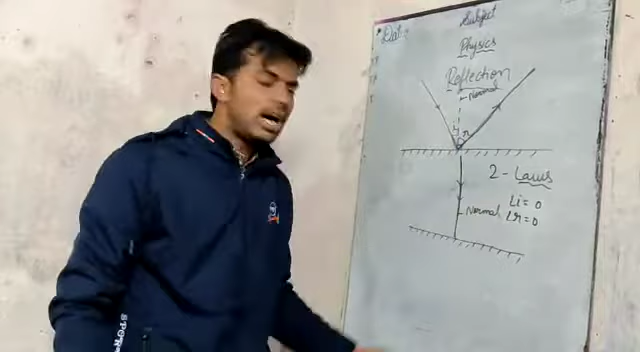 Subject
Date:
Physics
Reflection
Normal
i r
2 - Laws
Li = 0
Normal
Lr = 0